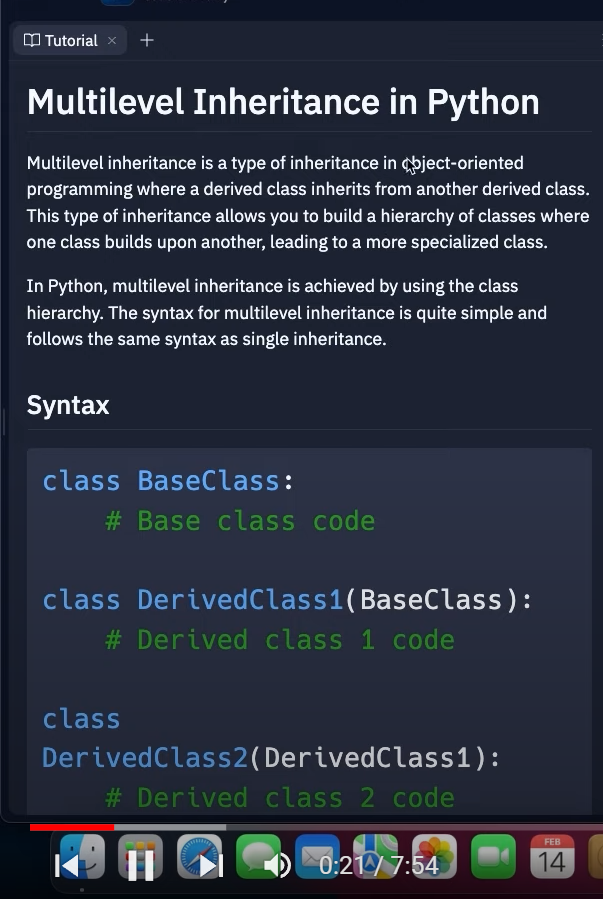 Tutorial
Multilevel Inheritance in Python
Multilevel inheritance is a type of inheritance in object-oriented
programming where a derived class inherits from another derived class.
This type of inheritance allows you to build a hierarchy of classes where
one class builds upon another, leading to a more specialized class.
In Python, multilevel inheritance is achieved by using the class
hierarchy. The syntax for multilevel inheritance is quite simple and
follows the same syntax as single inheritance.
Syntax
class BaseClass:
# Base class code
class DerivedClass1(BaseClass):
# Derived class 1 code
class
DerivedClass2(DerivedClass1):
# Derived class 2 code
0:21 / 7:54
FEB
14